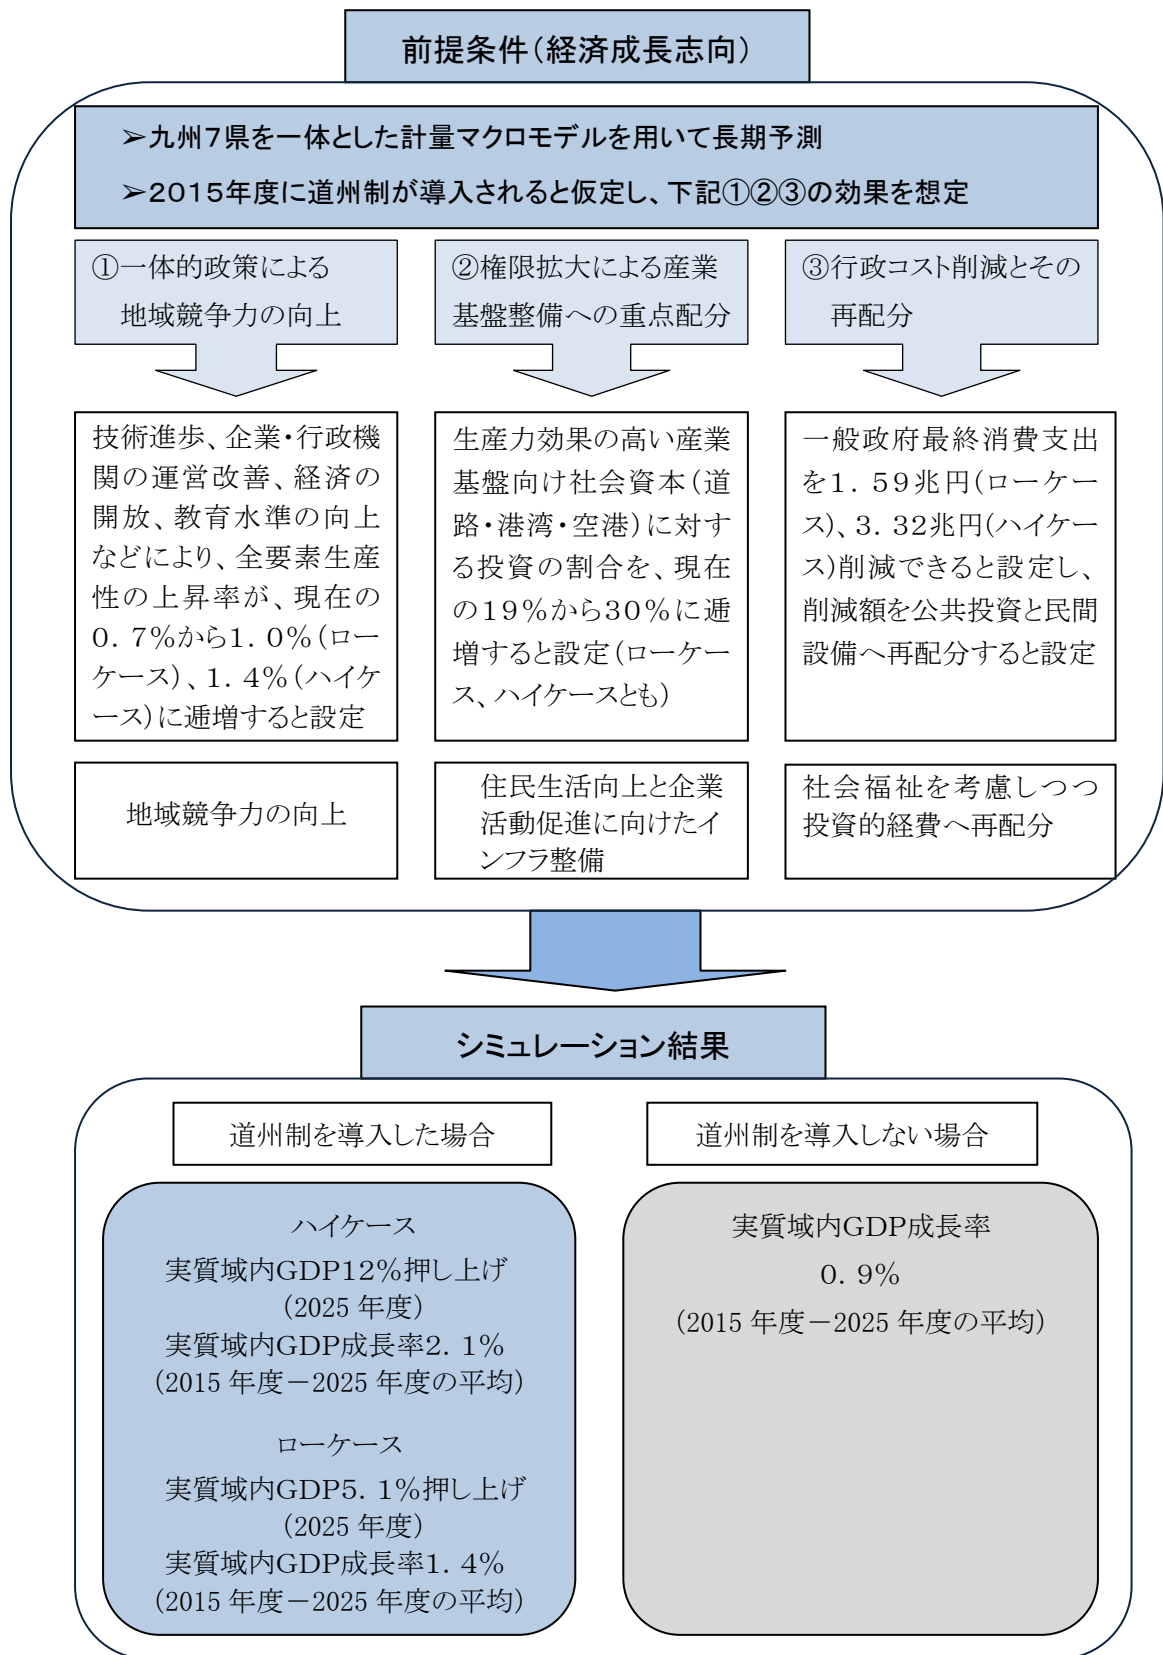 前提条件(経済成長志向)
➢九州7県を一体とした計量マクロモデルを用いて長期予測
➢2015年度に道州制が導入されると仮定し、下記①②③の効果を想定
①一体的政策による
地域競争力の向上
②権限拡大による産業
基盤整備への重点配分
③行政コスト削減とその
再配分
技術進歩、企業・行政機
関の運営改善、経済の
開放、教育水準の向上
などにより、全要素生産
性の上昇率が、現在の
0.7%から1.0%(ロー
ケース)、1.4%(ハイケ
ース)に逓増すると設定
生産力効果の高い産業
基盤向け社会資本(道
路・港湾・空港)に対す
る投資の割合を、現在
の19%から30%に逓
増すると設定(ローケー
ス、ハイケースとも)
一般政府最終消費支出
を1.59兆円(ローケー
ス)、3.32兆円(ハイケー
ス)削減できると設定し、
削減額を公共投資と民間
設備へ再配分すると設定
地域競争力の向上
住民生活向上と企業
活動促進に向けたイ
ンフラ整備
社会福祉を考慮しつつ
投資的経費へ再配分
シミュレーション結果
道州制を導入した場合
道州制を導入しない場合
ハイケース
実質域内GDP12%押し上げ
(2025 年度)
実質域内GDP成長率2.1%
(2015 年度-2025 年度の平均)
ローケース
実質域内GDP5.1%押し上げ
(2025 年度)
実質域内GDP成長率1.4%
(2015 年度-2025 年度の平均)
実質域内GDP成長率
0.9%
(2015 年度-2025 年度の平均)